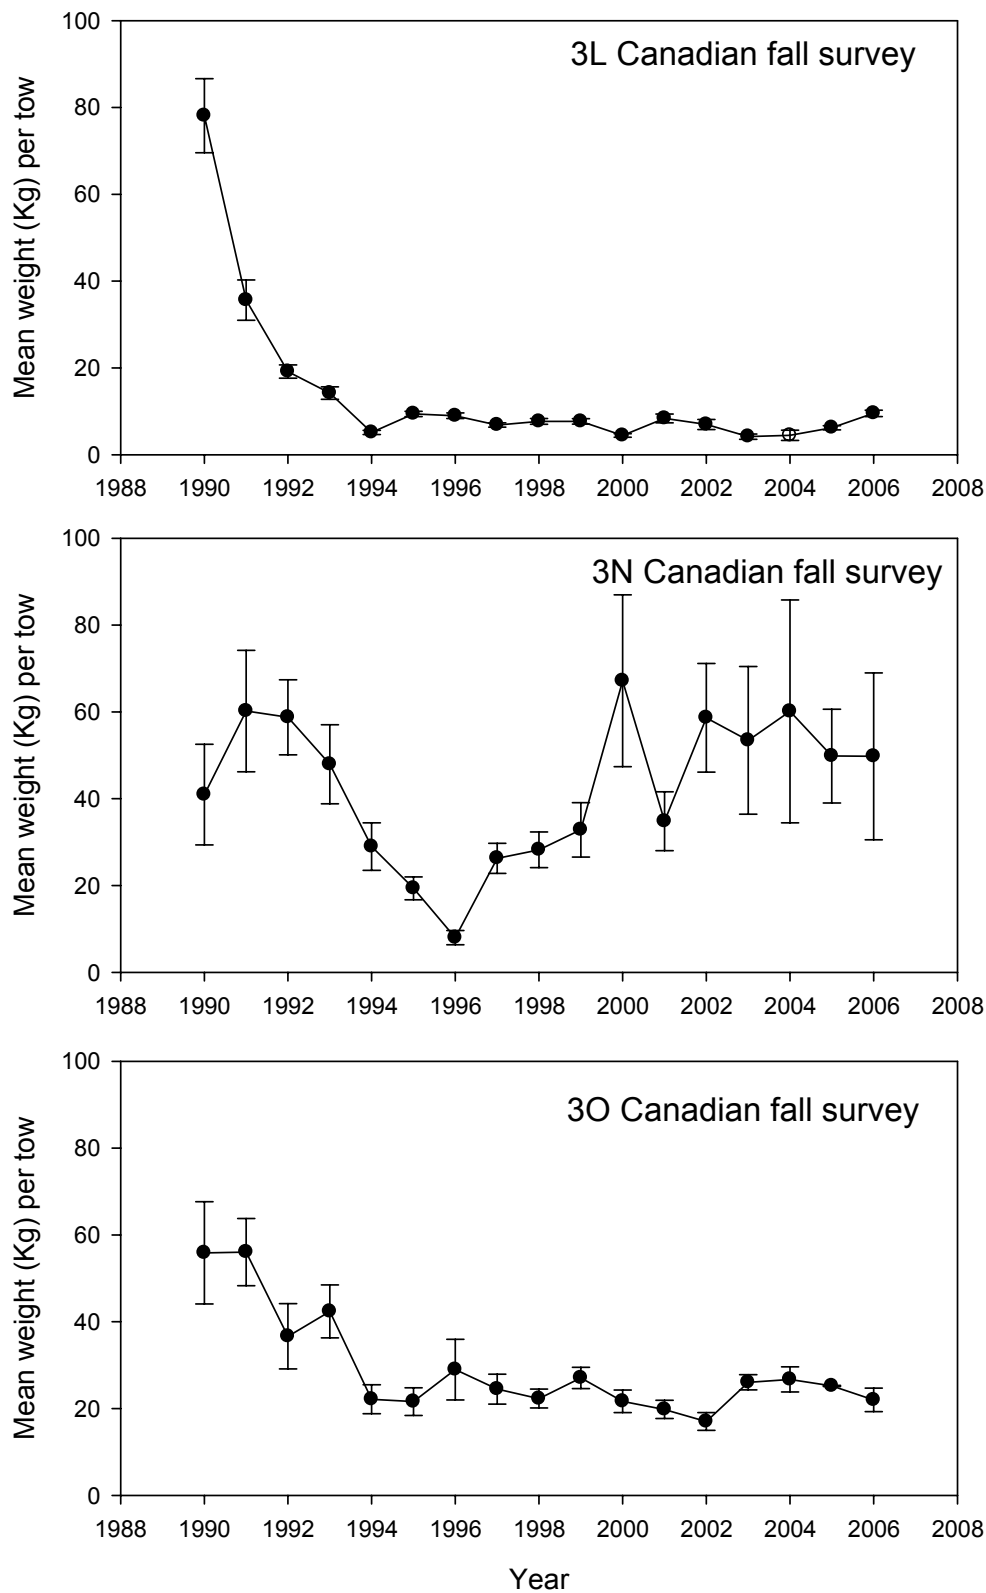 3L Canadian fall survey
Mean weight (Kg) per tow
100
80
60
40
20
0
1988 1990 1992 1994 1996 1998 2000 2002 2004 2006 2008
3N Canadian fall survey
Mean weight (Kg) per tow
100
80
60
40
20
0
1988 1990 1992 1994 1996 1998 2000 2002 2004 2006 2008
3O Canadian fall survey
Mean weight (Kg) per tow
100
80
60
40
20
0
1988 1990 1992 1994 1996 1998 2000 2002 2004 2006 2008
Year